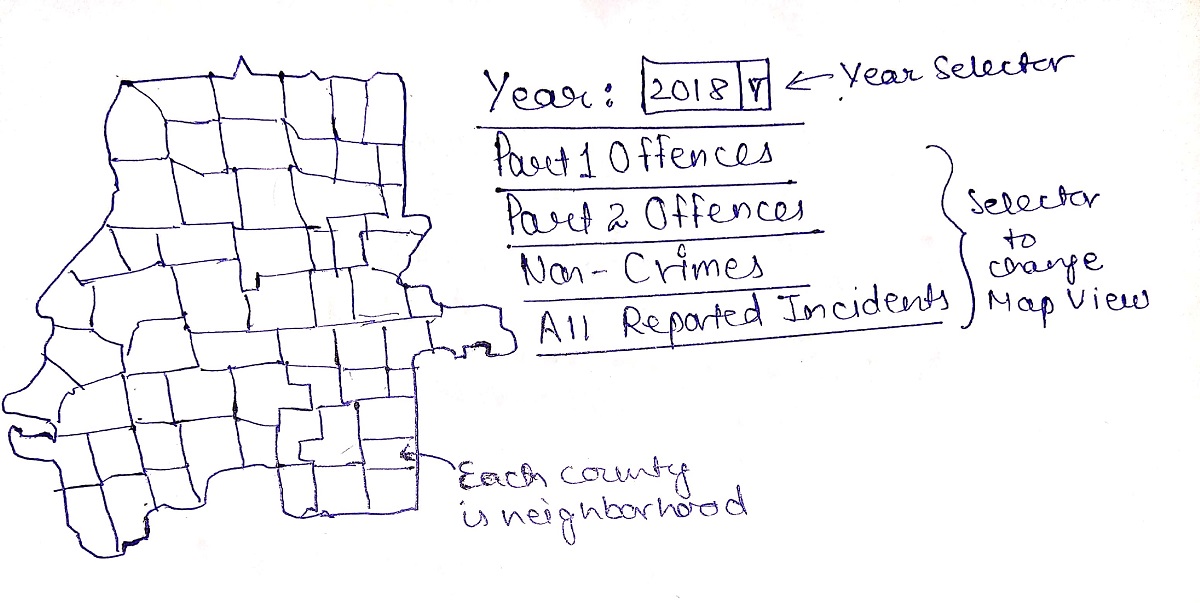 Year: 2018 ← Year Selector
Part 1 Offences
Part 2 Offences
Non-Crimes
All Reported Incidents
Selector
to
change
Map View
Each county
is neighborhood